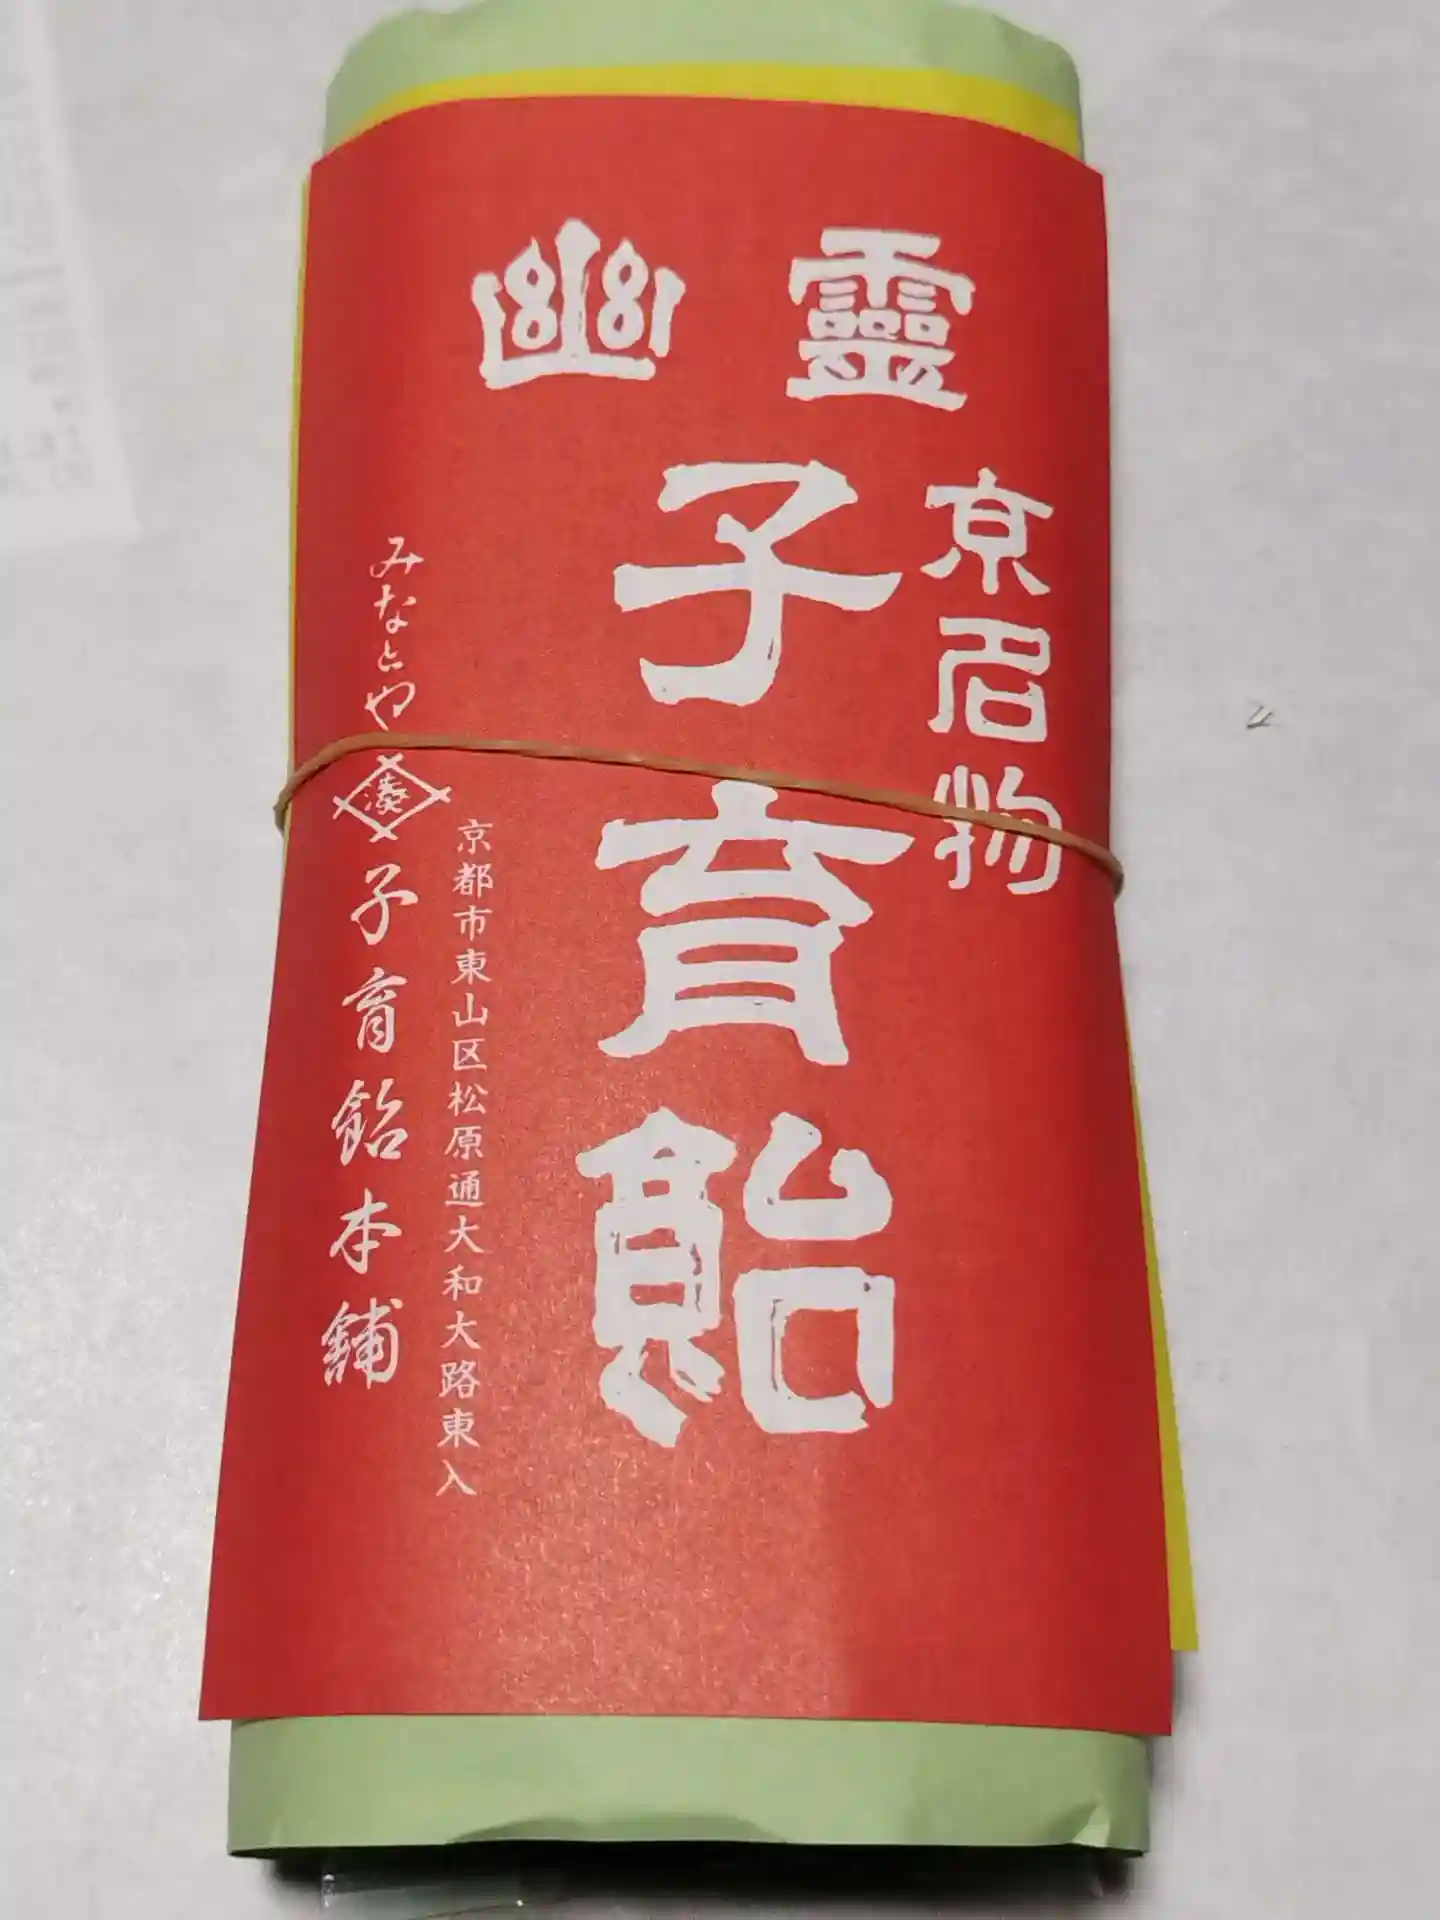 幽靈
京名物
子育飴
京都市東山区松原通大和大路東入
みなとや
湊
子育飴本舗